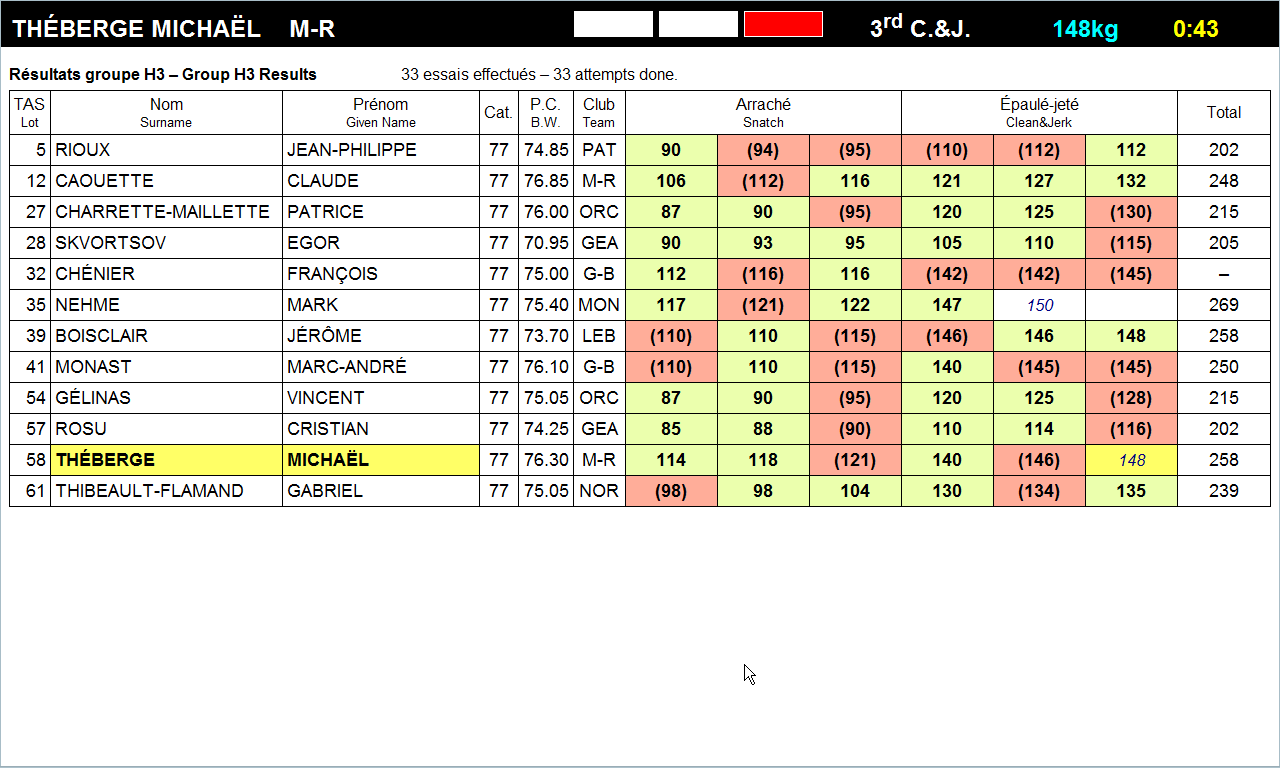 THÉBERGE MICHAËL M-R 3rd C.&J. 148kg 0:43
Résultats groupe H3 – Group H3 Results 33 essais effectués – 33 attempts done.
TAS Nom Prénom Cat. P.C. Club Arraché Épaulé-jeté Total
Lot Surname Given Name B.W. Team Snatch Clean&Jerk
5 RIOUX JEAN-PHILIPPE 77 74.85 PAT 90 (94) (95) (110) (112) 112 202
12 CAOUETTE CLAUDE 77 76.85 M-R 106 (112) 116 121 127 132 248
27 CHARRETTE-MAILLETTE PATRICE 77 76.00 ORC 87 90 (95) 120 125 (130) 215
28 SKVORTSOV EGOR 77 70.95 GEA 90 93 95 105 110 (115) 205
32 CHÉNIER FRANÇOIS 77 75.00 G-B 112 (116) 116 (142) (142) (145) –
35 NEHME MARK 77 75.40 MON 117 (121) 122 147 150 269
39 BOISCLAIR JÉRÔME 77 73.70 LEB (110) 110 (115) (146) 146 148 258
41 MONAST MARC-ANDRÉ 77 76.10 G-B (110) 110 (115) 140 (145) (145) 250
54 GÉLINAS VINCENT 77 75.05 ORC 87 90 (95) 120 125 (128) 215
57 ROSU CRISTIAN 77 74.25 GEA 85 88 (90) 110 114 (116) 202
58 THÉBERGE MICHAËL 77 76.30 M-R 114 118 (121) 140 (146) 148 258
61 THIBEAULT-FLAMAND GABRIEL 77 75.05 NOR (98) 98 104 130 (134) 135 239